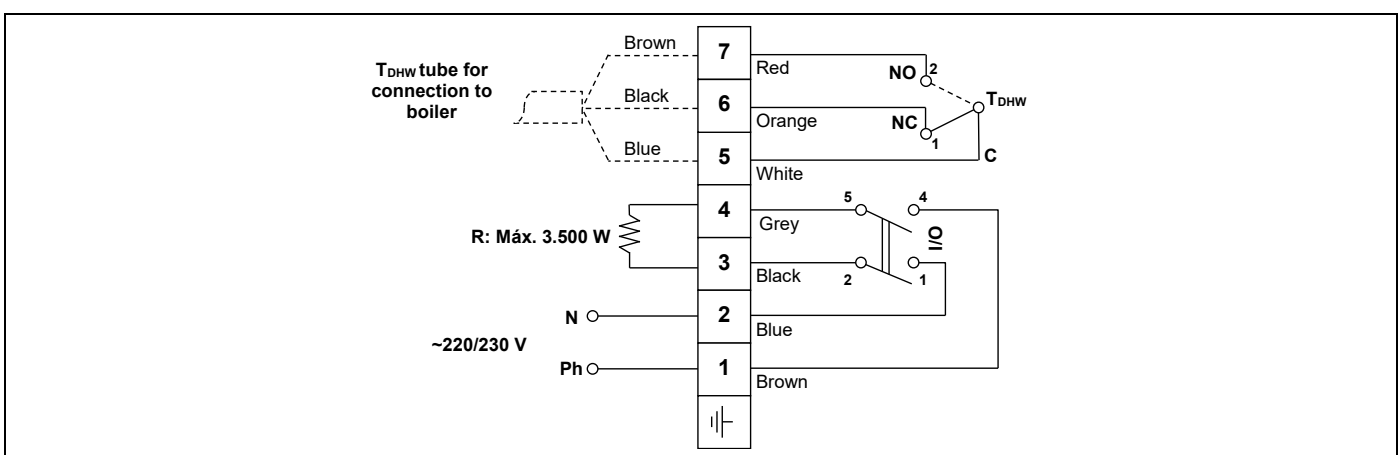 Brown
7
Red
NO
2
TDHW tube for
connection to
boiler
Black
6
Orange
NC
1
TDHW
Blue
5
White
C
4
Grey
5
4
R: Máx. 3.500 W
I/O
3
Black
2
1
N
2
Blue
~220/230 V
Ph
1
Brown